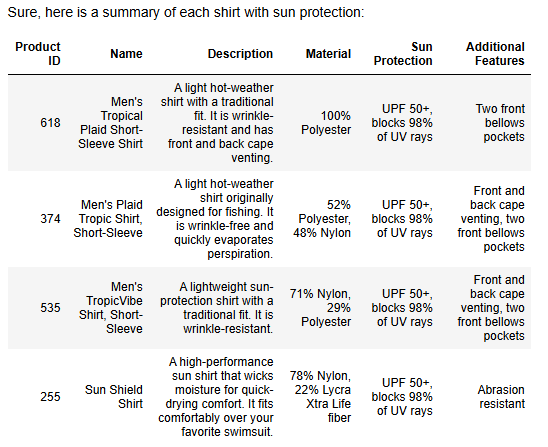 Sure, here is a summary of each shirt with sun protection:
Product ID | Name | Description | Material | Sun Protection | Additional Features
618 | Men's Tropical Plaid Short-Sleeve Shirt | A light hot-weather shirt with a traditional fit. It is wrinkle-resistant and has front and back cape venting. | 100% Polyester | UPF 50+, blocks 98% of UV rays | Two front bellows pockets
374 | Men's Plaid Tropic Shirt, Short-Sleeve | A light hot-weather shirt originally designed for fishing. It is wrinkle-free and quickly evaporates perspiration. | 52% Polyester, 48% Nylon | UPF 50+, blocks 98% of UV rays | Front and back cape venting, two front bellows pockets
535 | Men's TropicVibe Shirt, Short-Sleeve | A lightweight sun-protection shirt with a traditional fit. It is wrinkle-resistant. | 71% Nylon, 29% Polyester | UPF 50+, blocks 98% of UV rays | Front and back cape venting, two front bellows pockets
255 | Sun Shield Shirt | A high-performance sun shirt that wicks moisture for quick-drying comfort. It fits comfortably over your favorite swimsuit. | 78% Nylon, 22% Lycra Xtra Life fiber | UPF 50+, blocks 98% of UV rays | Abrasion resistant